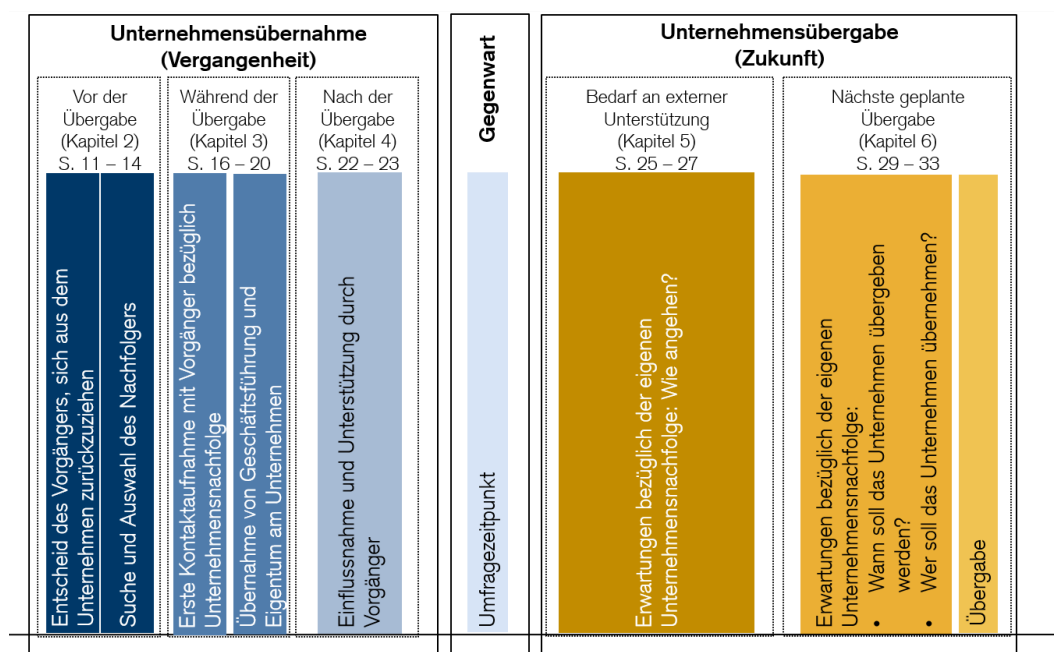 Unternehmensübernahme
(Vergangenheit)
Vor der
Übergabe
(Kapitel 2)
S. 11 – 14
Entscheid des Vorgängers, sich aus dem
Unternehmen zurückzuziehen
Suche und Auswahl des Nachfolgers
Während der
Übergabe
(Kapitel 3)
S. 16 – 20
Erste Kontaktaufnahme mit Vorgänger bezüglich
Unternehmensnachfolge
Übernahme von Geschäftsführung und
Eigentum am Unternehmen
Nach der
Übergabe
(Kapitel 4)
S. 22 – 23
Einflussnahme und Unterstützung durch
Vorgänger
Gegenwart
Umfragezeitpunkt
Unternehmensübergabe
(Zukunft)
Bedarf an externer
Unterstützung
(Kapitel 5)
S. 25 – 27
Erwartungen bezüglich der eigenen
Unternehmensnachfolge: Wie angehen?
Nächste geplante
Übergabe
(Kapitel 6)
S. 29 – 33
Erwartungen bezüglich der eigenen
Unternehmensnachfolge:
• Wann soll das Unternehmen übergeben
werden?
• Wer soll das Unternehmen übernehmen?
Übergabe